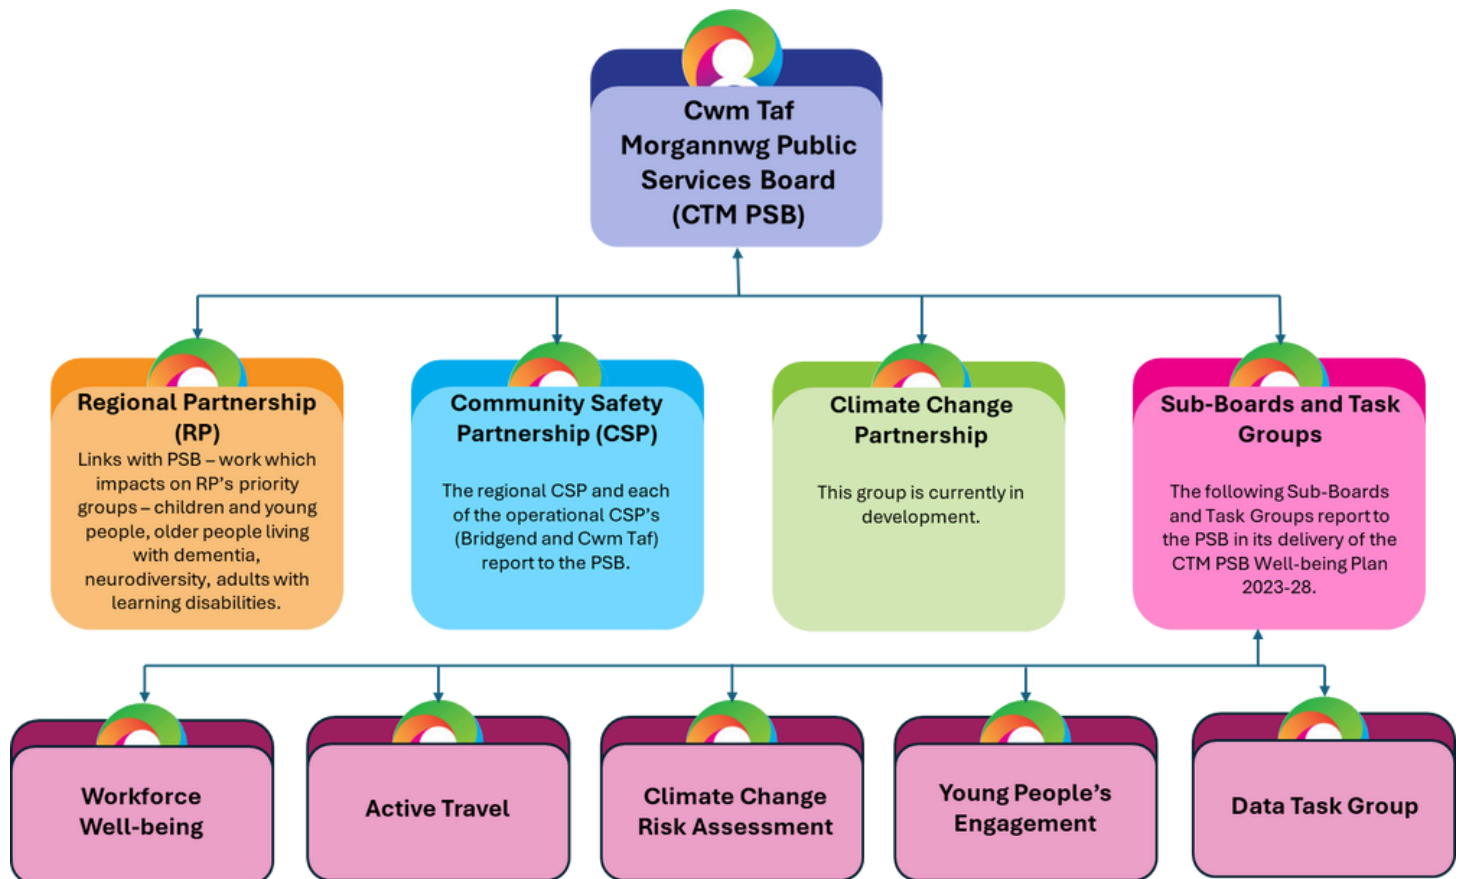 Cwm Taf
Morgannwg Public
Services Board
(CTM PSB)
Regional Partnership
(RP)
Links with PSB – work which
impacts on RP's priority
groups – children and young
people, older people living
with dementia,
neurodiversity, adults with
learning disabilities.
Community Safety
Partnership (CSP)
The regional CSP and each
of the operational CSP's
(Bridgend and Cwm Taf)
report to the PSB.
Climate Change
Partnership
This group is currently in
development.
Sub-Boards and Task
Groups
The following Sub-Boards
and Task Groups report to
the PSB in its delivery of the
CTM PSB Well-being Plan
2023-28.
Workforce
Well-being
Active Travel
Climate Change
Risk Assessment
Young People's
Engagement
Data Task Group